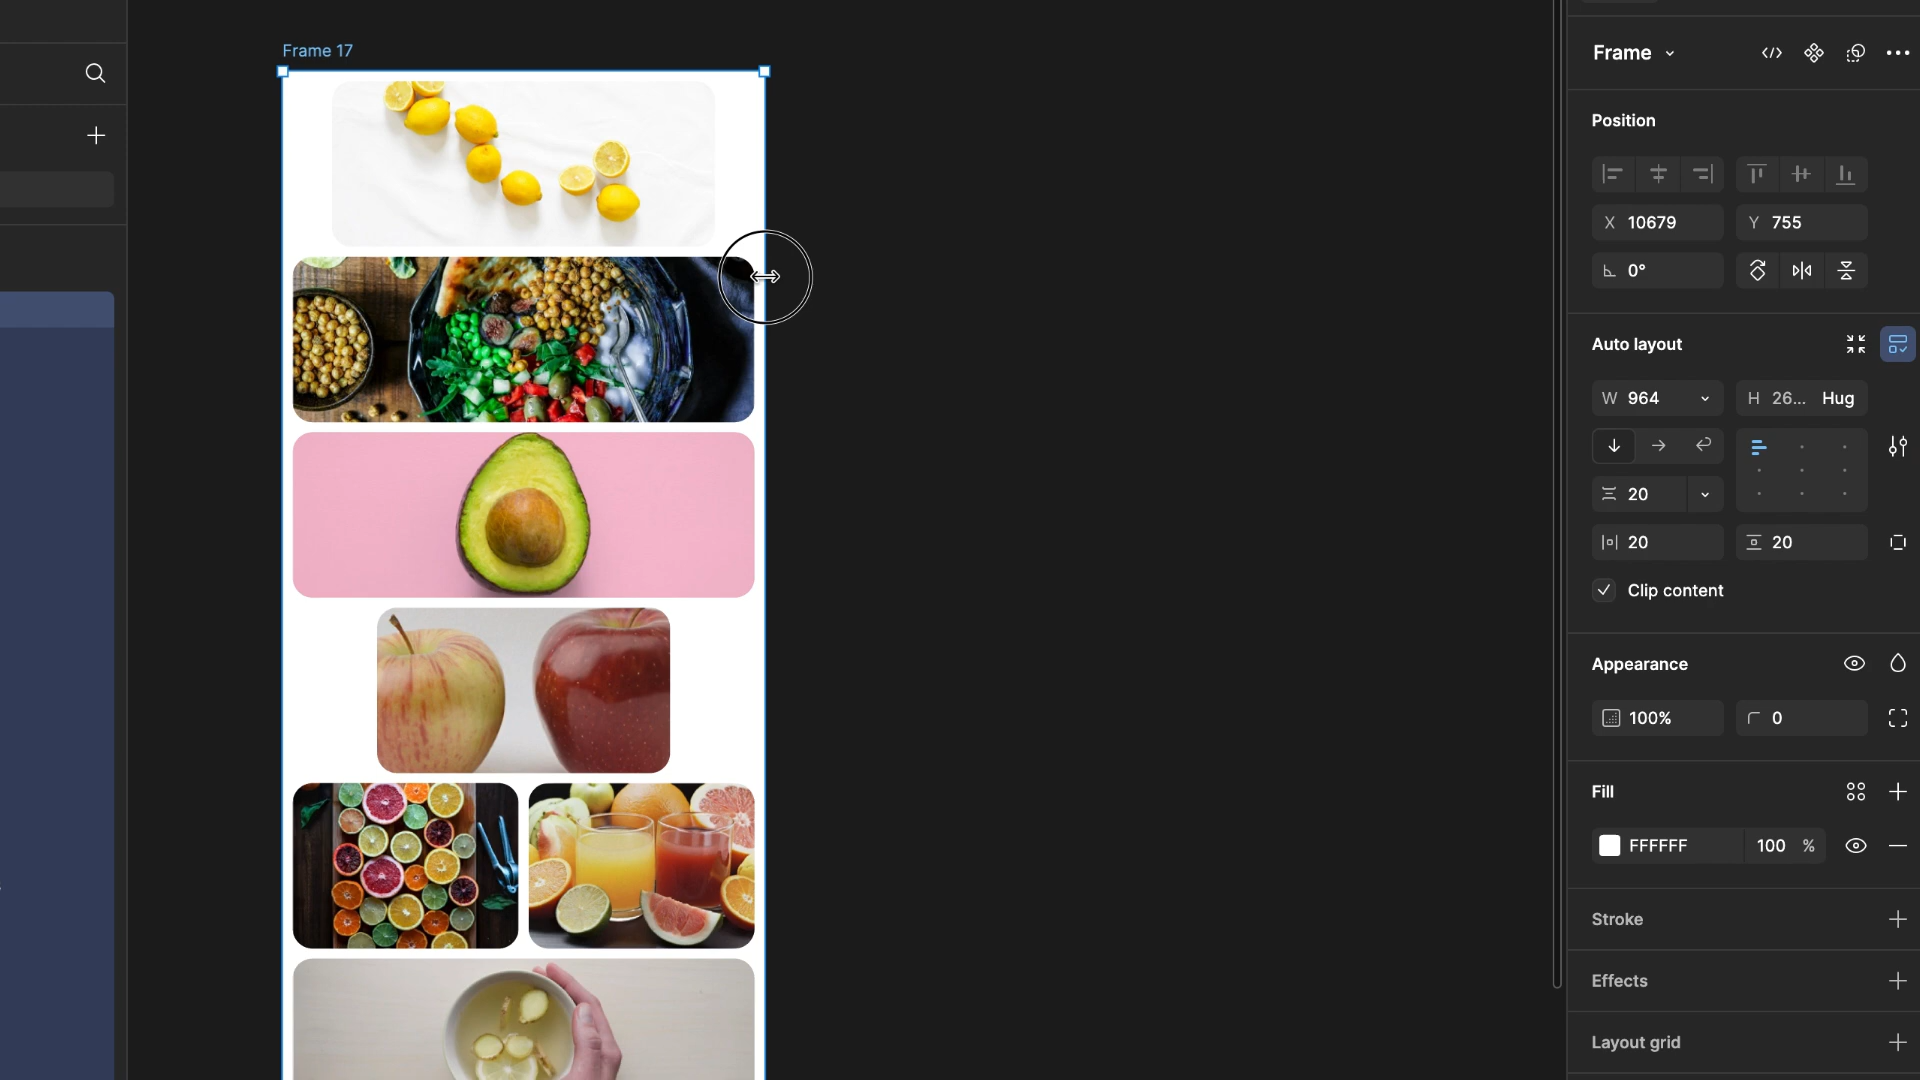 Frame 17
Frame
Position
X 10679
Y 755
0°
Auto layout
W 964
H 26... Hug
20
20
20
Clip content
Appearance
100%
0
Fill
FFFFFF 100 %
Stroke
Effects
Layout grid